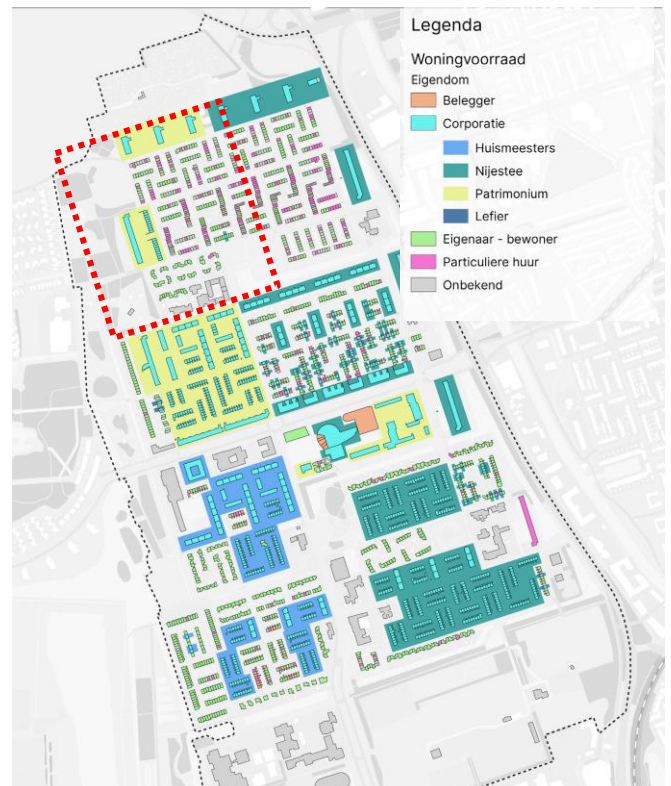 Legenda
Woningvoorraad
Eigendom
Belegger
Corporatie
Huismeesters
Nijestee
Patrimonium
Lefier
Eigenaar - bewoner
Particuliere huur
Onbekend